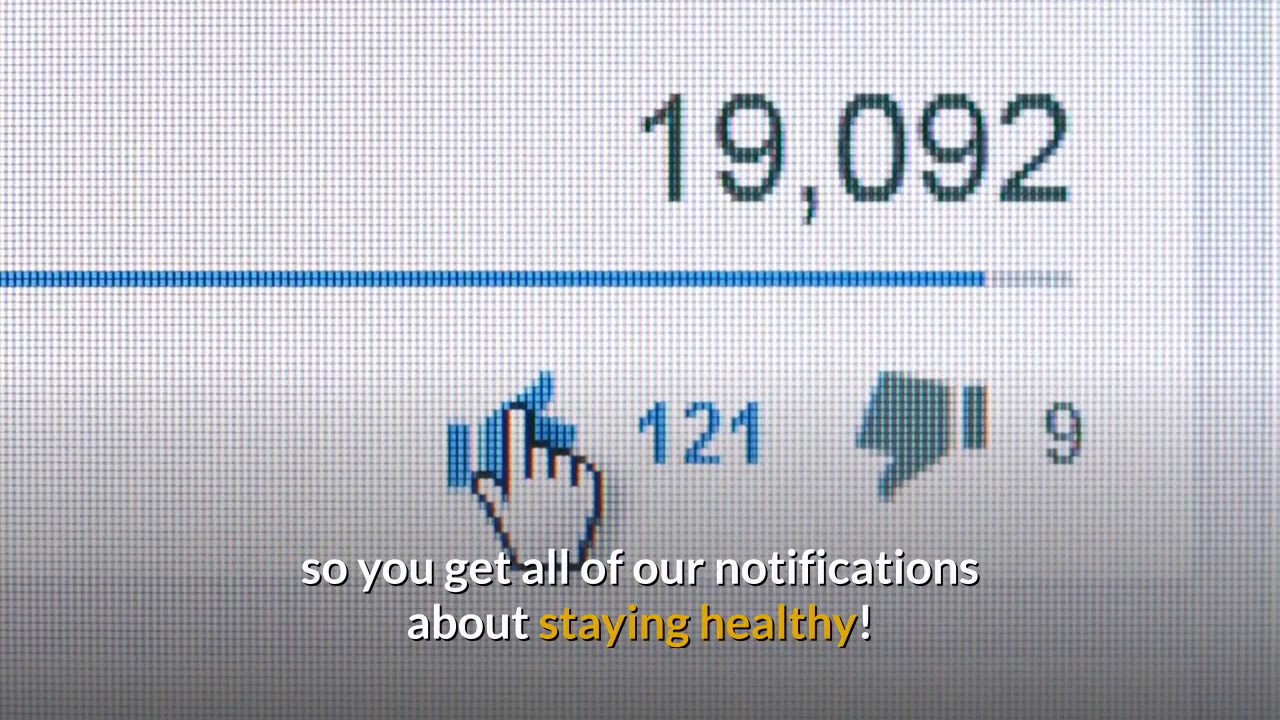 19,092
121 9
so you get all of our notifications
about staying healthy!